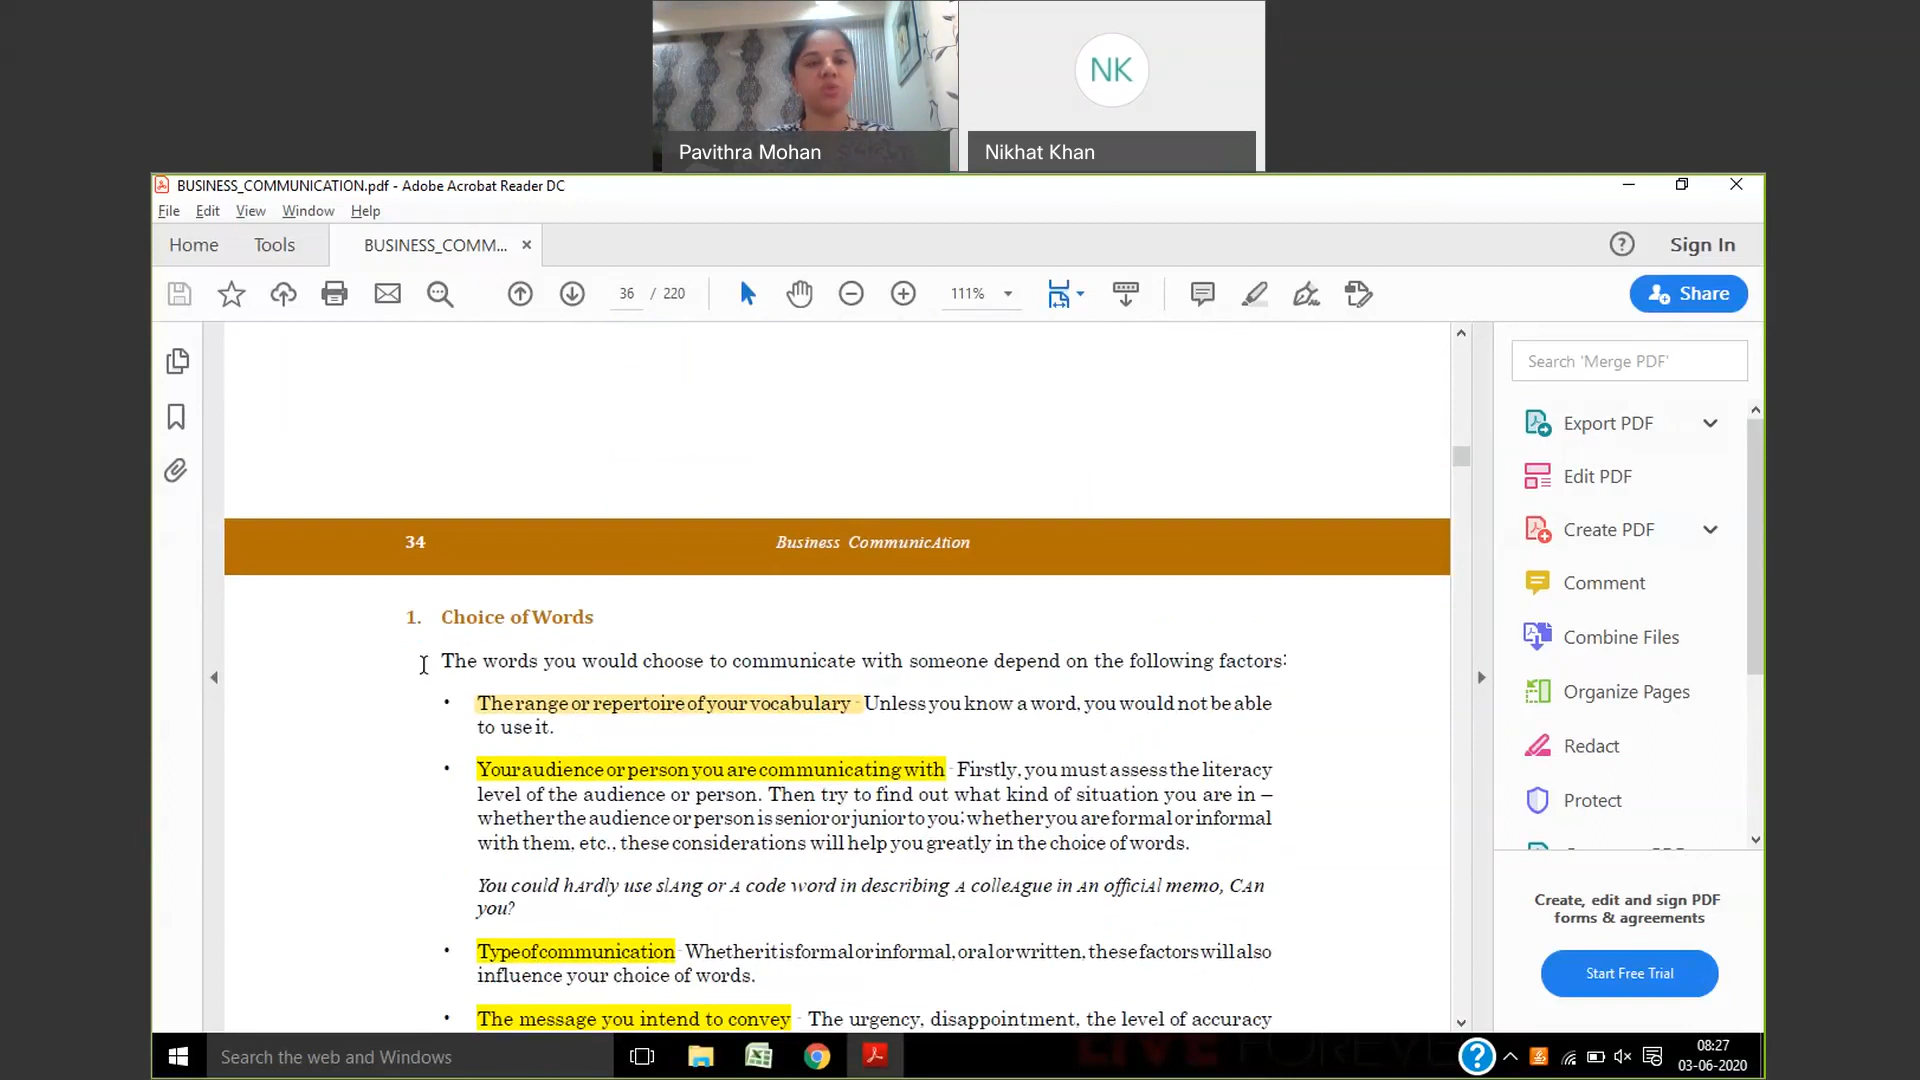 NK
Pavithra Mohan
Nikhat Khan
BUSINESS_COMMUNICATION.pdf - Adobe Acrobat Reader DC
File Edit View Window Help
Home Tools BUSINESS_COMM... × Sign In
36 / 220 111% Share
Search 'Merge PDF'
Export PDF
Edit PDF
Create PDF
Comment
Combine Files
Organize Pages
Redact
Protect
Create, edit and sign PDF
forms & agreements
Start Free Trial
34 Business CommunicAtion
1. Choice of Words
The words you would choose to communicate with someone depend on the following factors:
• The range or repertoire of your vocabulary - Unless you know a word, you would not be able
to use it.
• Your audience or person you are communicating with - Firstly, you must assess the literacy
level of the audience or person. Then try to find out what kind of situation you are in –
whether the audience or person is senior or junior to you; whether you are formal or informal
with them, etc., these considerations will help you greatly in the choice of words.
You could hArdly use slAng or A code word in describing A colleAgue in An officiAl memo, CAn
you?
• Type of communication - Whether it is formal or informal, oral or written, these factors will also
influence your choice of words.
• The message you intend to convey - The urgency, disappointment, the level of accuracy
Search the web and Windows
LIVE FOREVE
08:27
03-06-2020